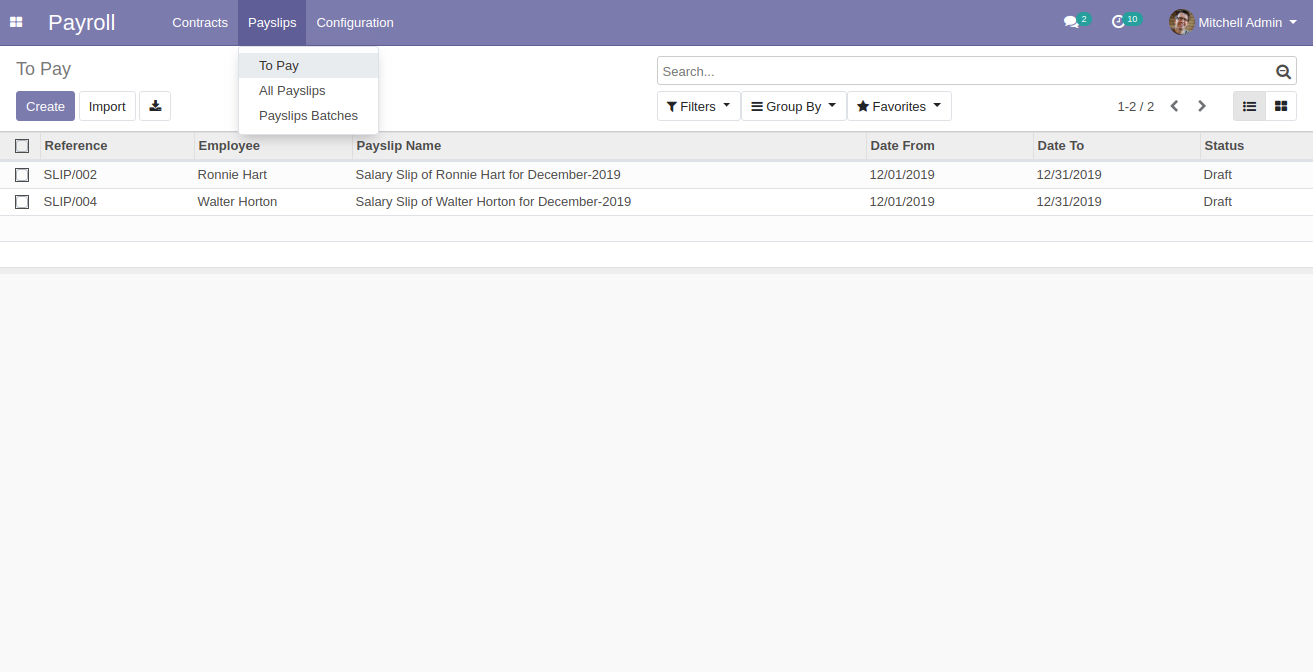 Payroll Contracts Payslips Configuration 2 10 Mitchell Admin
To Pay
To Pay
All Payslips
Payslips Batches
Search...
Create Import Filters Group By Favorites 1-2 / 2
Reference Employee Payslip Name Date From Date To Status
SLIP/002 Ronnie Hart Salary Slip of Ronnie Hart for December-2019 12/01/2019 12/31/2019 Draft
SLIP/004 Walter Horton Salary Slip of Walter Horton for December-2019 12/01/2019 12/31/2019 Draft